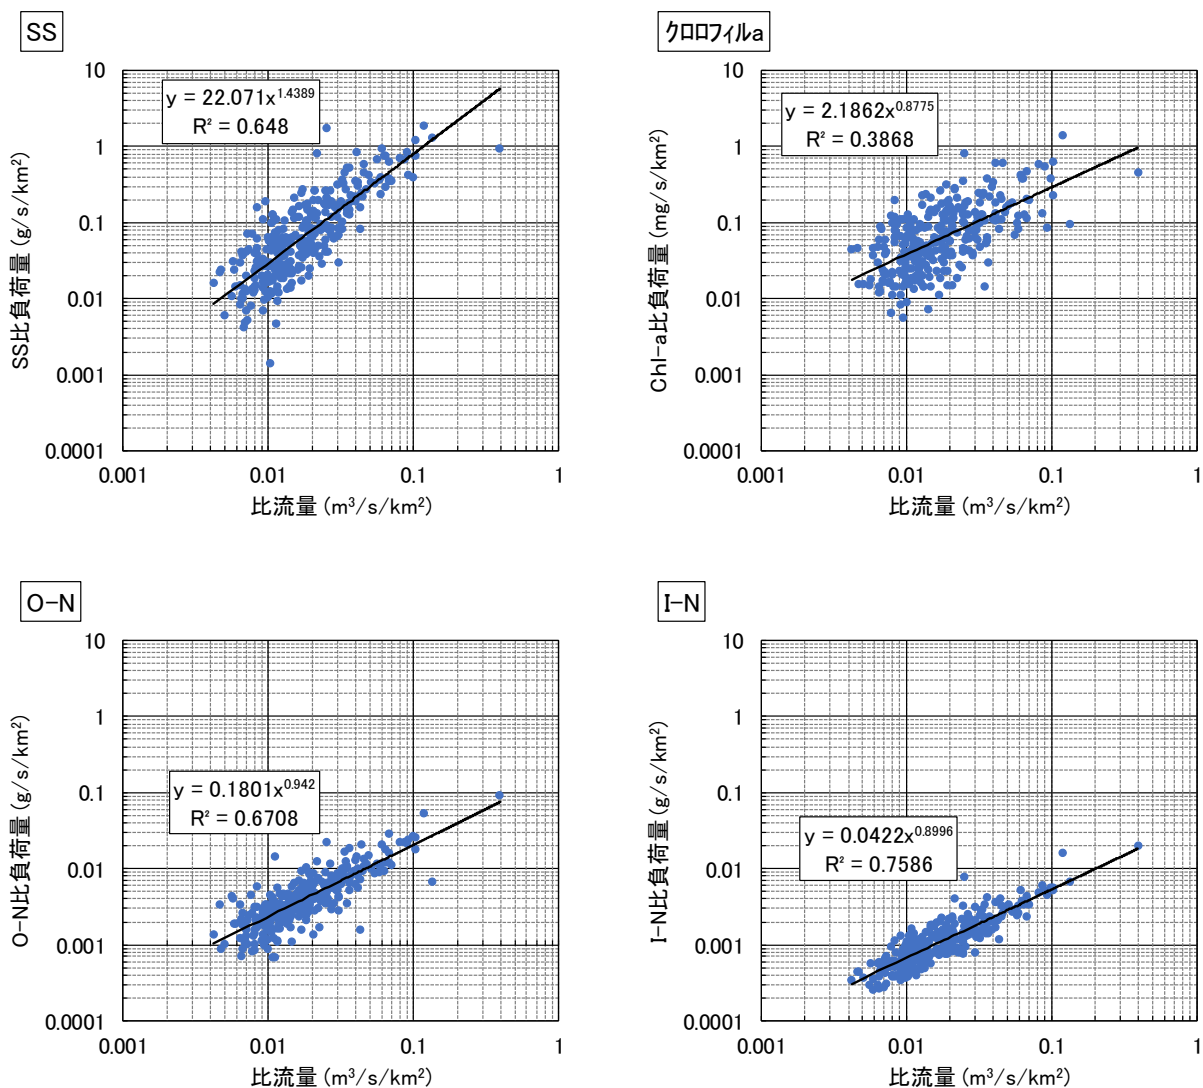 SS
10
1
0.1
0.01
0.001
0.0001
0.001
0.01
0.1
1
y = 22.071x^1.4389
R² = 0.648
SS比負荷量 (g/s/km²)
比流量 (m³/s/km²)
クロロフィルa
10
1
0.1
0.01
0.001
0.0001
0.001
0.01
0.1
1
y = 2.1862x^0.8775
R² = 0.3868
Chl-a比負荷量 (mg/s/km²)
比流量 (m³/s/km²)
O-N
10
1
0.1
0.01
0.001
0.0001
0.001
0.01
0.1
1
y = 0.1801x^0.942
R² = 0.6708
O-N比負荷量 (g/s/km²)
比流量 (m³/s/km²)
I-N
10
1
0.1
0.01
0.001
0.0001
0.001
0.01
0.1
1
y = 0.0422x^0.8996
R² = 0.7586
I-N比負荷量 (g/s/km²)
比流量 (m³/s/km²)